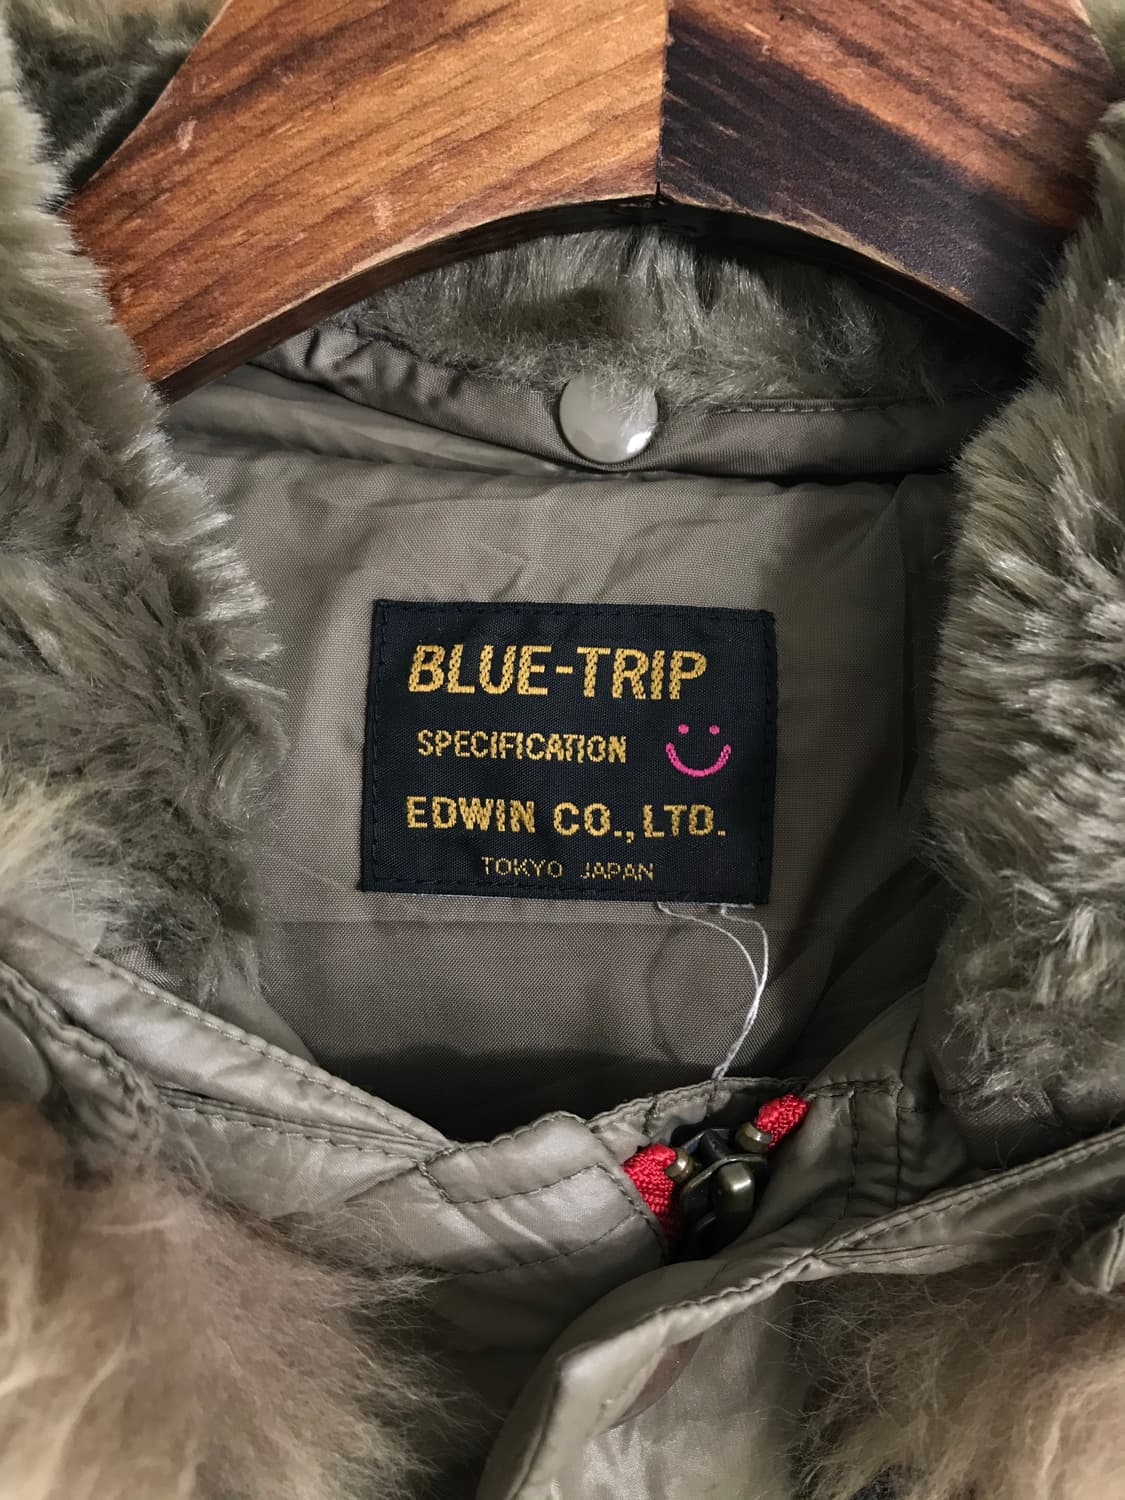 BLUE-TRIP
SPECIFICATION
EDWIN CO., LTD.
TOKYO JAPAN